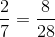 2/7 = 8/28